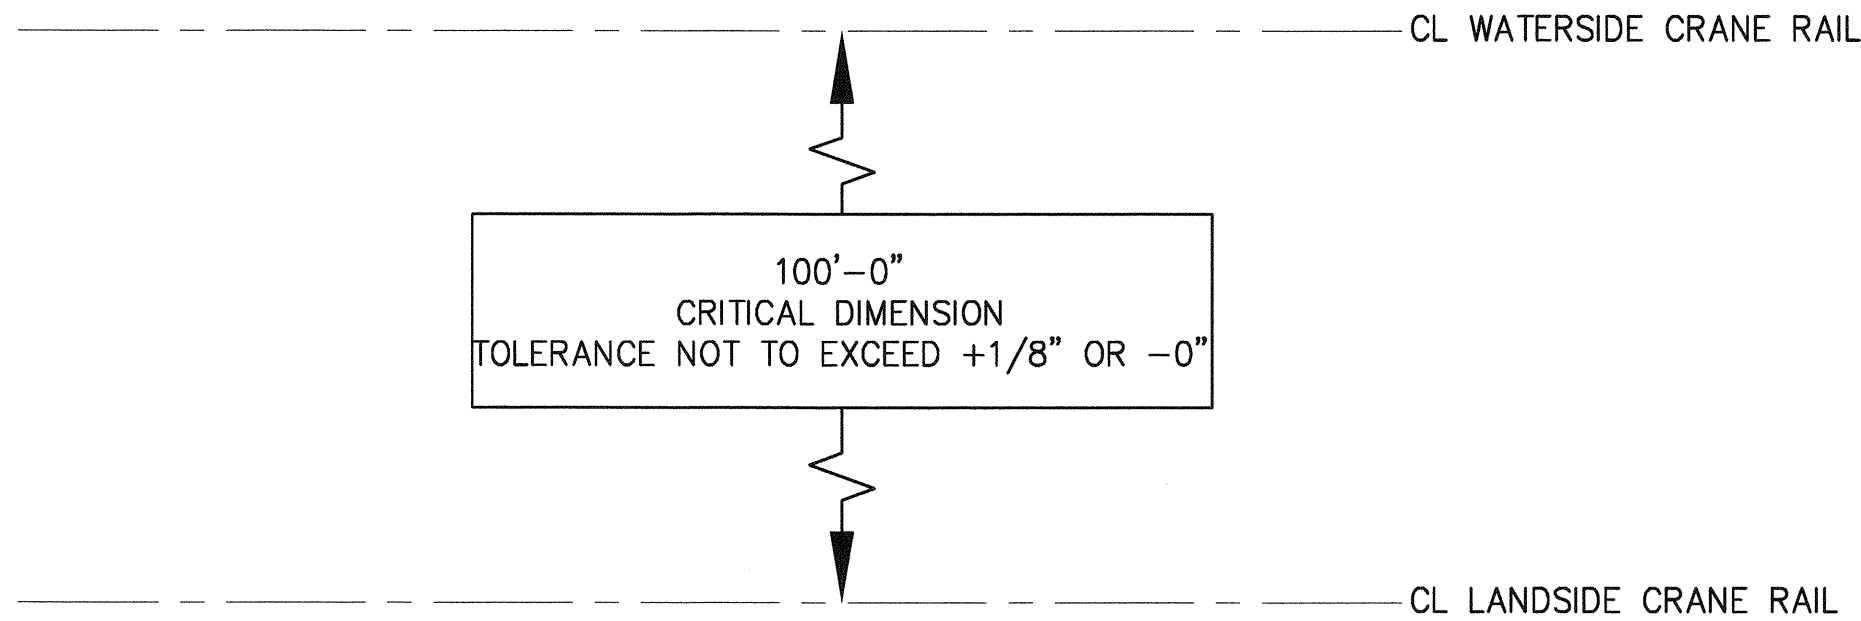 CL WATERSIDE CRANE RAIL
100'-0"
CRITICAL DIMENSION
TOLERANCE NOT TO EXCEED +1/8" OR -0"
CL LANDSIDE CRANE RAIL